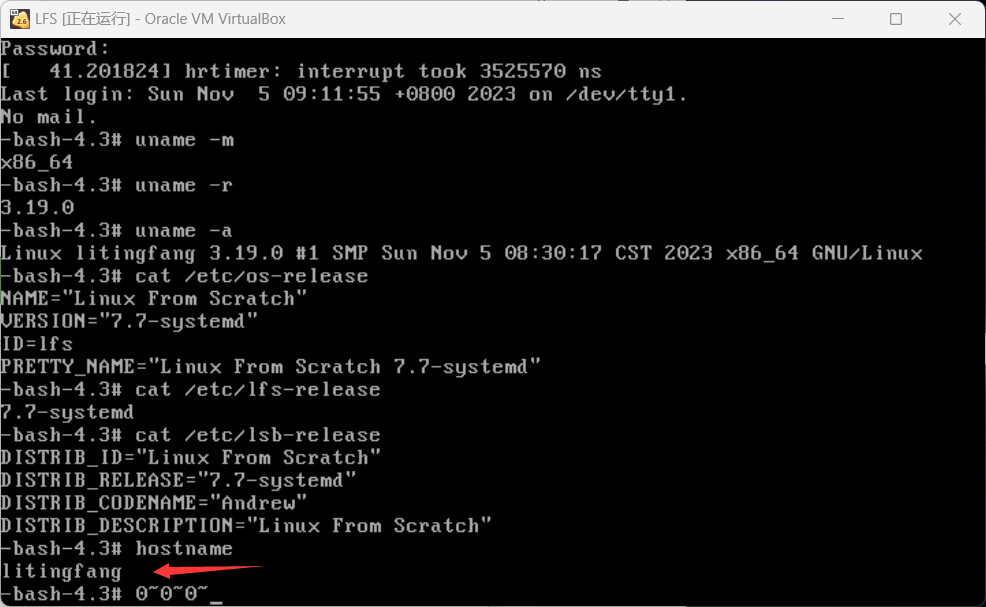 LFS [正在运行] - Oracle VM VirtualBox
Password:
[   41.201824] hrtimer: interrupt took 3525570 ns
Last login: Sun Nov  5 09:11:55 +0800 2023 on /dev/tty1.
No mail.
-bash-4.3# uname -m
x86_64
-bash-4.3# uname -r
3.19.0
-bash-4.3# uname -a
Linux litingfang 3.19.0 #1 SMP Sun Nov 5 08:30:17 CST 2023 x86_64 GNU/Linux
-bash-4.3# cat /etc/os-release
NAME="Linux From Scratch"
VERSION="7.7-systemd"
ID=lfs
PRETTY_NAME="Linux From Scratch 7.7-systemd"
-bash-4.3# cat /etc/lfs-release
7.7-systemd
-bash-4.3# cat /etc/lsb-release
DISTRIB_ID="Linux From Scratch"
DISTRIB_RELEASE="7.7-systemd"
DISTRIB_CODENAME="Andrew"
DISTRIB_DESCRIPTION="Linux From Scratch"
-bash-4.3# hostname
litingfang
-bash-4.3# 0~0~0~_